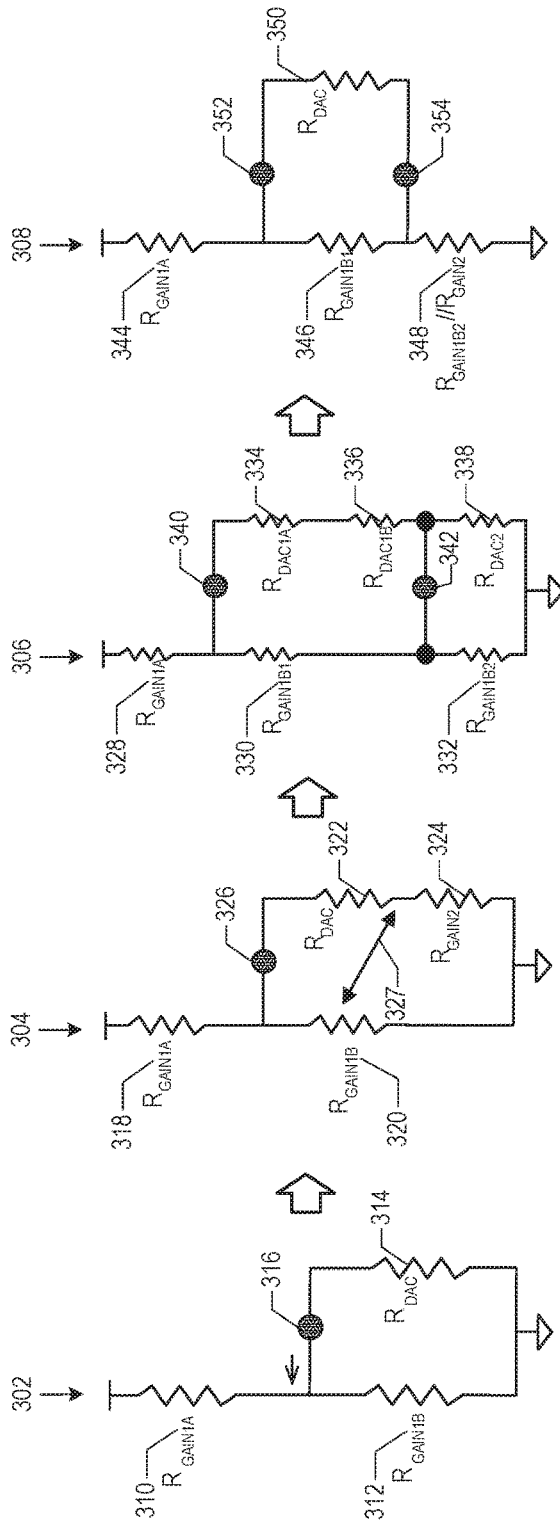 302
310
R_GAIN1A
316
312
R_GAIN1B
314
R_DAC
304
318
R_GAIN1A
326
320
R_GAIN1B
327
322
R_DAC
324
R_GAIN2
306
328
R_GAIN1A
340
330
R_GAIN1B1
334
R_DAC1A
336
R_DAC1B
342
332
R_GAIN1B2
338
R_DAC2
308
344
R_GAIN1A
352
346
R_GAIN1B1
350
R_DAC
354
348
R_GAIN1B2 //R_GAIN2